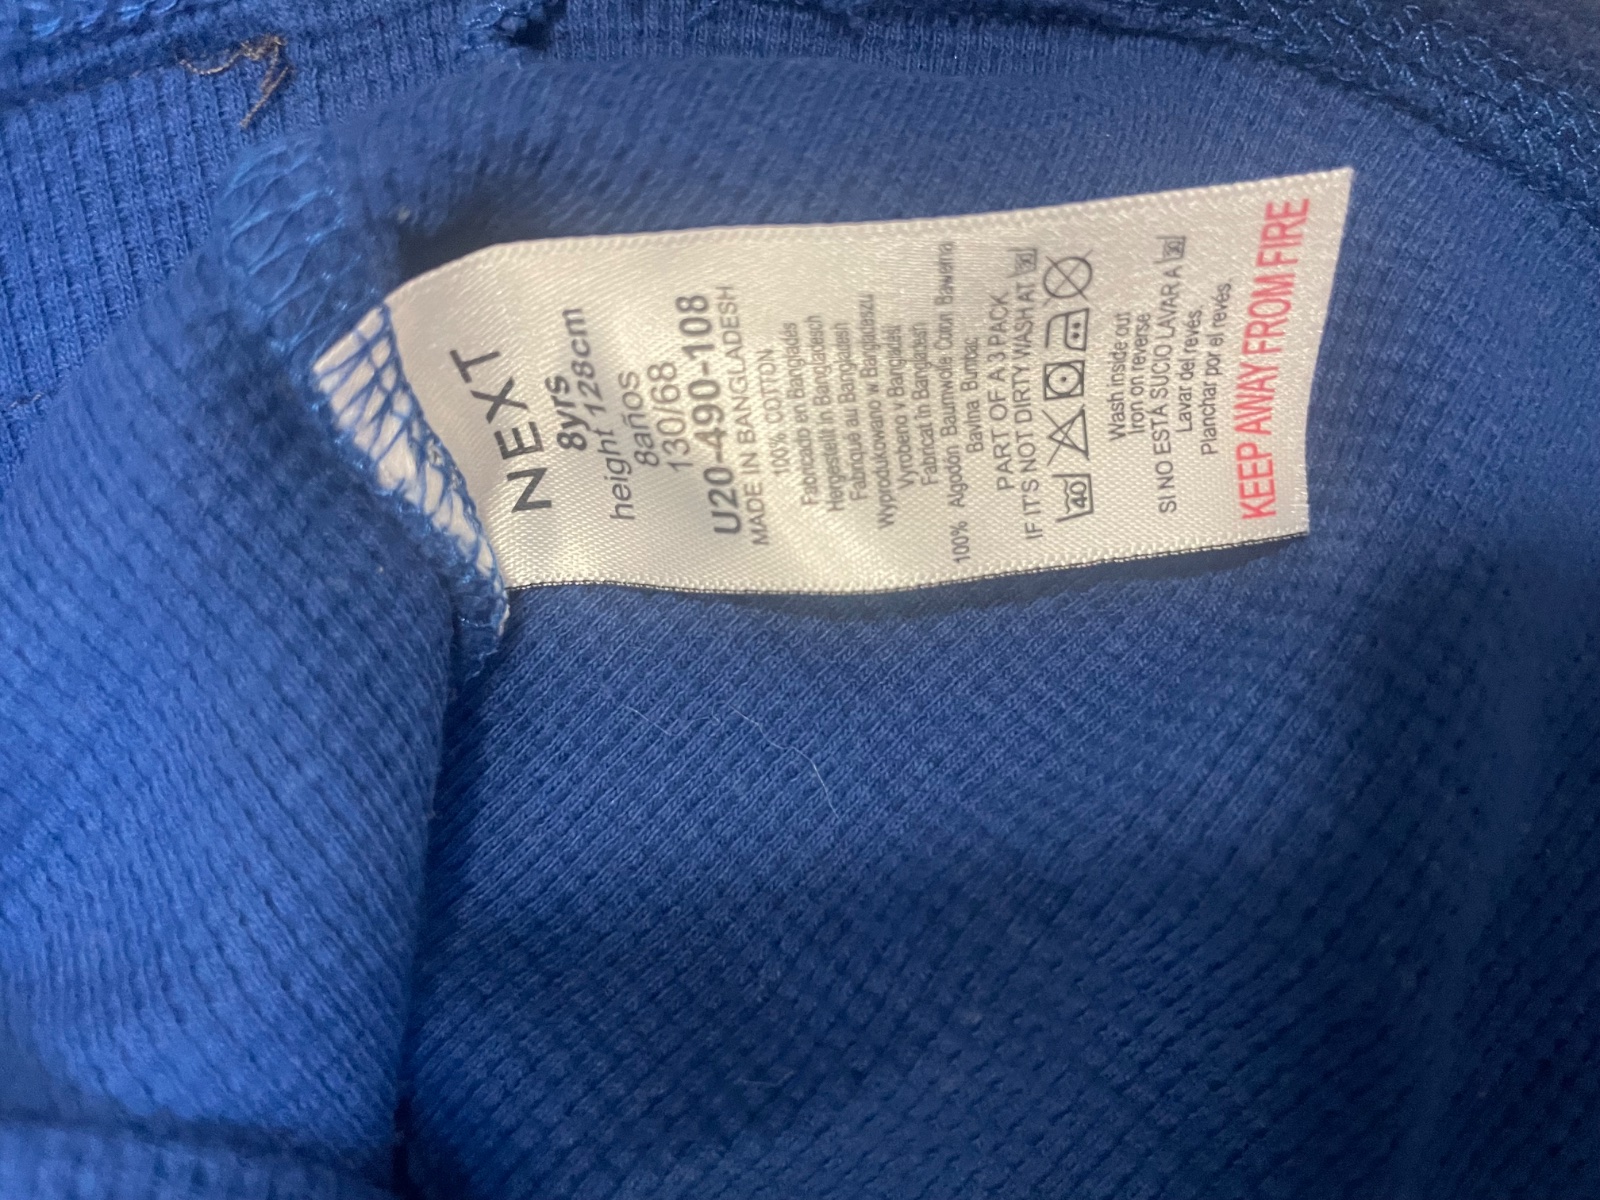 NEXT
8yrs
height 128cm
8años
130/68
U20-490-108
MADE IN BANGLADESH
100% COTTON
Fabricado en Bangladés
Hergestellt in Bangladesch
Fabriqué au Bangladesh
Wyprodukowano w Bangladeszu
Vyrobeno v Bangladéši
Fabricat în Bangladesh
100% Algodón Baumwolle Coton Bawełna
Bavlna Bumbac
PART OF A 3 PACK
IF IT'S NOT DIRTY WASH AT 30
40
Wash inside out
Iron on reverse
SI NO ESTÁ SUCIO LAVAR A 30
Lavar del revés.
Planchar por el revés.
KEEP AWAY FROM FIRE